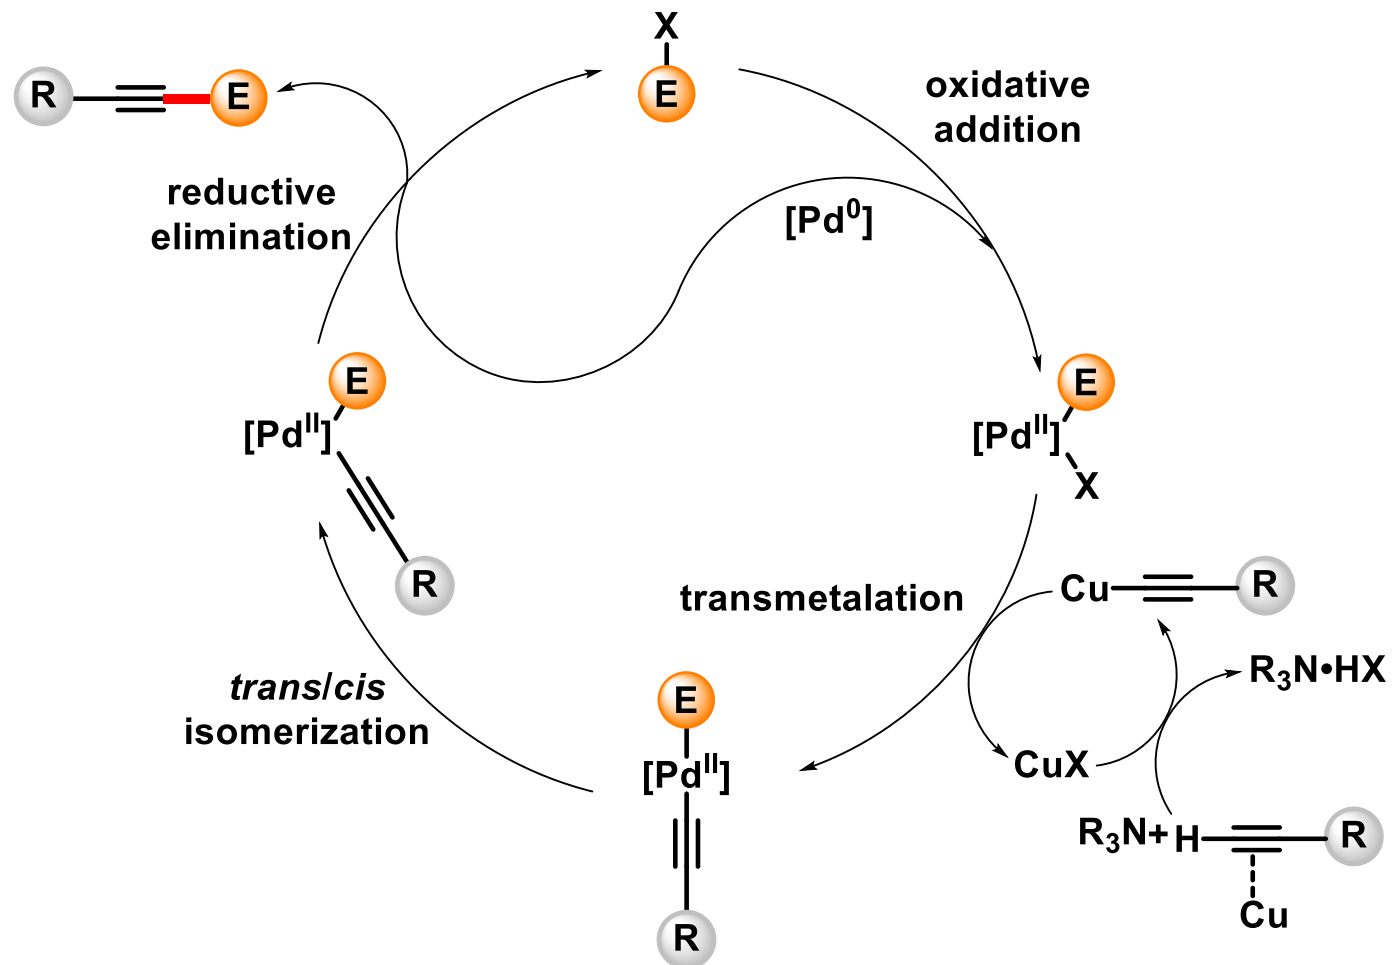 X
E
oxidative
addition
R
E
reductive
elimination
[Pd⁰]
E
[Pdᴵᴵ]
R
E
[Pdᴵᴵ]
X
transmetalation
Cu
R
R₃N•HX
trans/cis
isomerization
E
[Pdᴵᴵ]
R
CuX
R₃N+ H
R
Cu